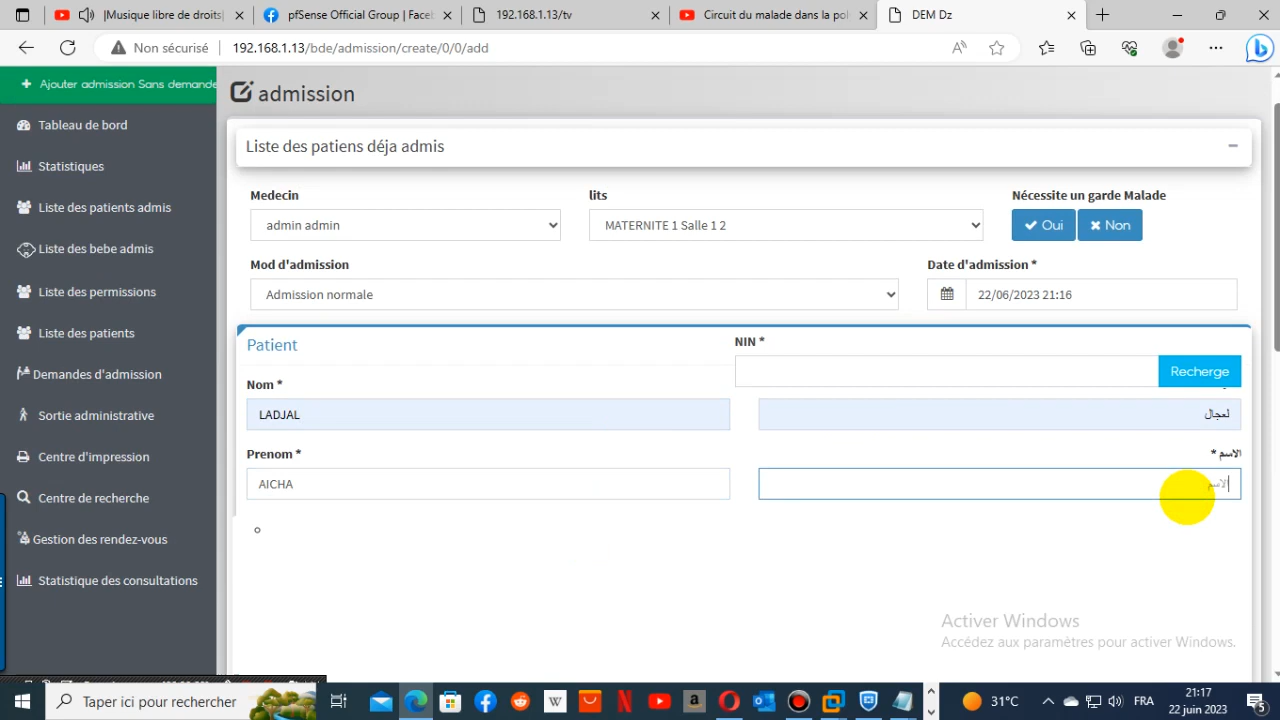 |Musique libre de droits|
pfSense Official Group | Faceb
192.168.1.13/tv
Circuit du malade dans la pol
DEM Dz
Non sécurisé
192.168.1.13/bde/admission/create/0/0/add
+ Ajouter admission Sans demande
admission
Tableau de bord
Liste des patiens déja admis
Statistiques
Medecin
lits
Nécessite un garde Malade
Liste des patients admis
admin admin
MATERNITE 1 Salle 1 2
Oui
Non
Liste des bebe admis
Mod d'admission
Date d'admission *
Liste des permissions
Admission normale
22/06/2023 21:16
Liste des patients
Patient
NIN *
Recherge
Demandes d'admission
Nom *
Sortie administrative
LADJAL
لعجال
Centre d'impression
Prenom *
الاسم *
AICHA
الاسم
Centre de recherche
Gestion des rendez-vous
Statistique des consultations
Activer Windows
Accédez aux paramètres pour activer Windows.
Taper ici pour rechercher
31°C
FRA
21:17
22 juin 2023
5